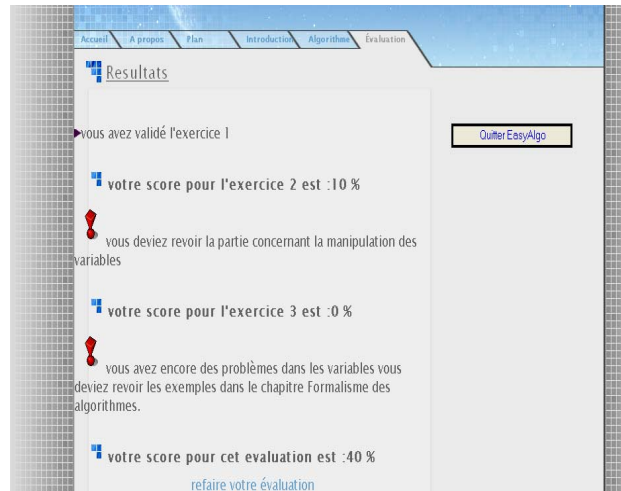 Accueil A propos Plan Introduction Algorithme Évaluation
Resultats
vous avez validé l'exercice 1
Quitter EasyAlgo
votre score pour l'exercice 2 est :10 %
vous deviez revoir la partie concernant la manipulation des
variables
votre score pour l'exercice 3 est :0 %
vous avez encore des problèmes dans les variables vous
deviez revoir les exemples dans le chapitre Formalisme des
algorithmes.
votre score pour cet evaluation est :40 %
refaire votre évaluation